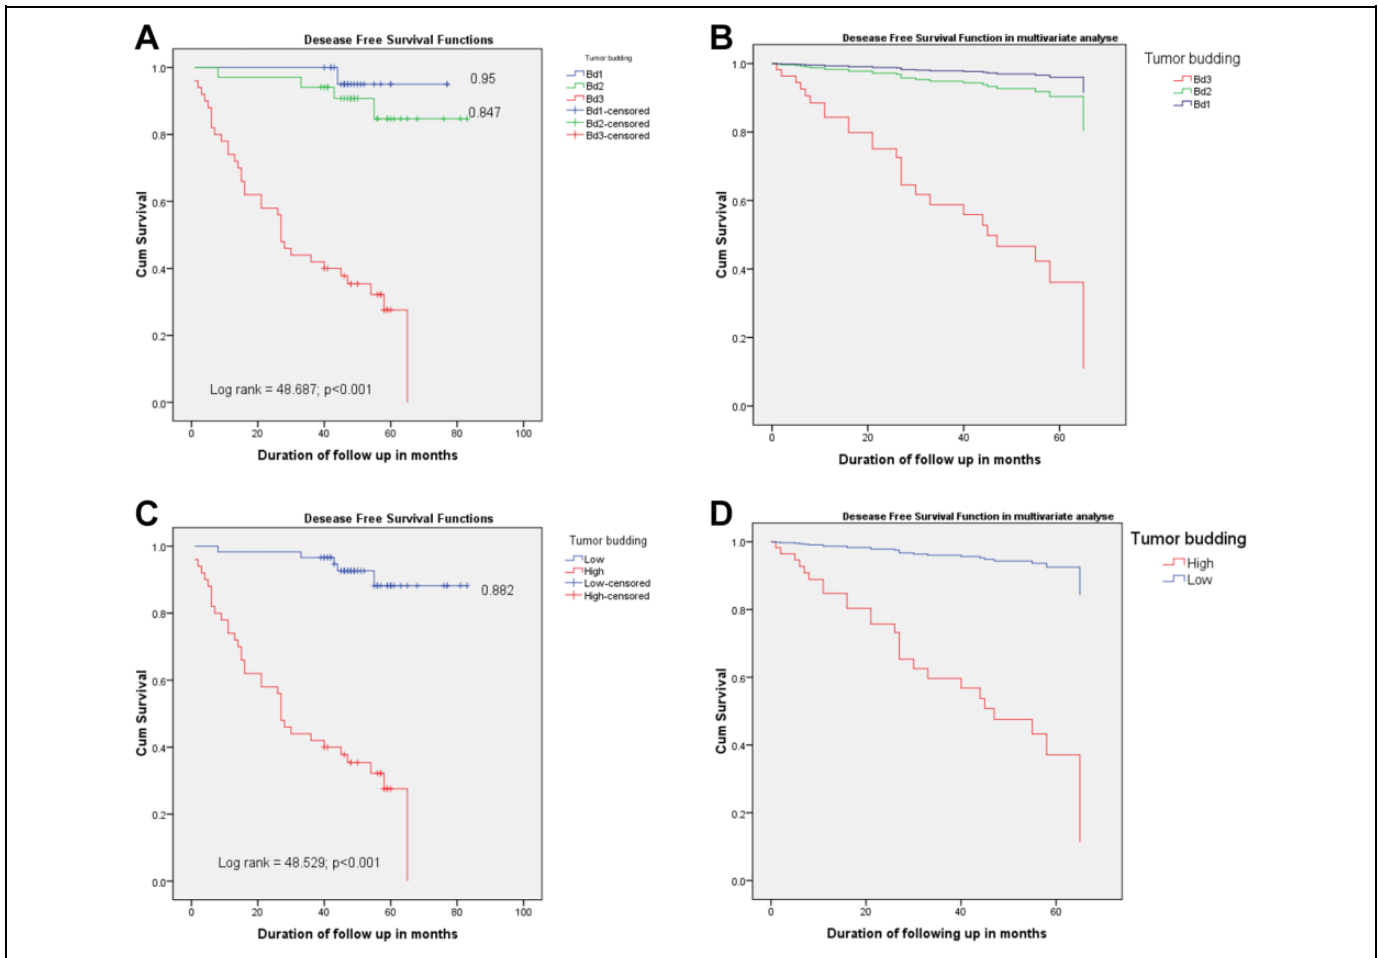 A
Desease Free Survival Functions
Tumor budding
Bd1
Bd2
Bd3
Bd1-censored
Bd2-censored
Bd3-censored
0.95
0.847
Cum Survival
1.0
0.8
0.6
0.4
0.2
0.0
Log rank = 48.687; p<0.001
0 20 40 60 80 100
Duration of follow up in months
B
Desease Free Survival Function in multivariate analyse
Tumor budding
Bd3
Bd2
Bd1
Cum Survival
1.0
0.8
0.6
0.4
0.2
0.0
0 20 40 60
Duration of follow up in months
C
Desease Free Survival Functions
Tumor budding
Low
High
Low-censored
High-censored
0.882
Cum Survival
1.0
0.8
0.6
0.4
0.2
0.0
Log rank = 48.529; p<0.001
0 20 40 60 80 100
Duration of follow up in months
D
Desease Free Survival Function in multivariate analyse
Tumor budding
High
Low
Cum Survival
1.0
0.8
0.6
0.4
0.2
0.0
0 20 40 60
Duration of following up in months